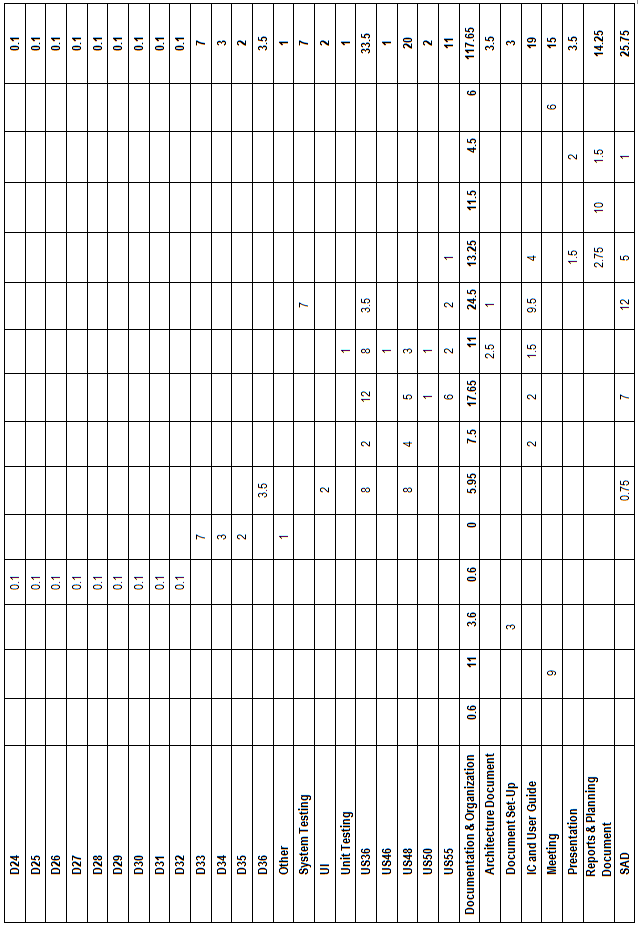 D24 0.1 0.1
D25 0.1 0.1
D26 0.1 0.1
D27 0.1 0.1
D28 0.1 0.1
D29 0.1 0.1
D30 0.1 0.1
D31 0.1 0.1
D32 0.1 0.1
D33 7 7
D34 3 3
D35 2 2
D36 3.5 3.5
Other 1 1
System Testing 7 7
UI 2 2
Unit Testing 1 1
US36 8 2 12 8 3.5 33.5
US46 1 1
US48 8 4 5 3 20
US50 1 1 2
US55 6 2 2 1 11
Documentation & Organization 0.6 11 3.6 0.6 0 5.95 7.5 17.65 11 24.5 13.25 11.5 4.5 6 117.65
Architecture Document 2.5 1 3.5
Document Set-Up 3 3
IC and User Guide 2 2 1.5 9.5 4 19
Meeting 9 6 15
Presentation 1.5 2 3.5
Reports & Planning
Document 2.75 10 1.5 14.25
SAD 0.75 7 12 5 1 25.75